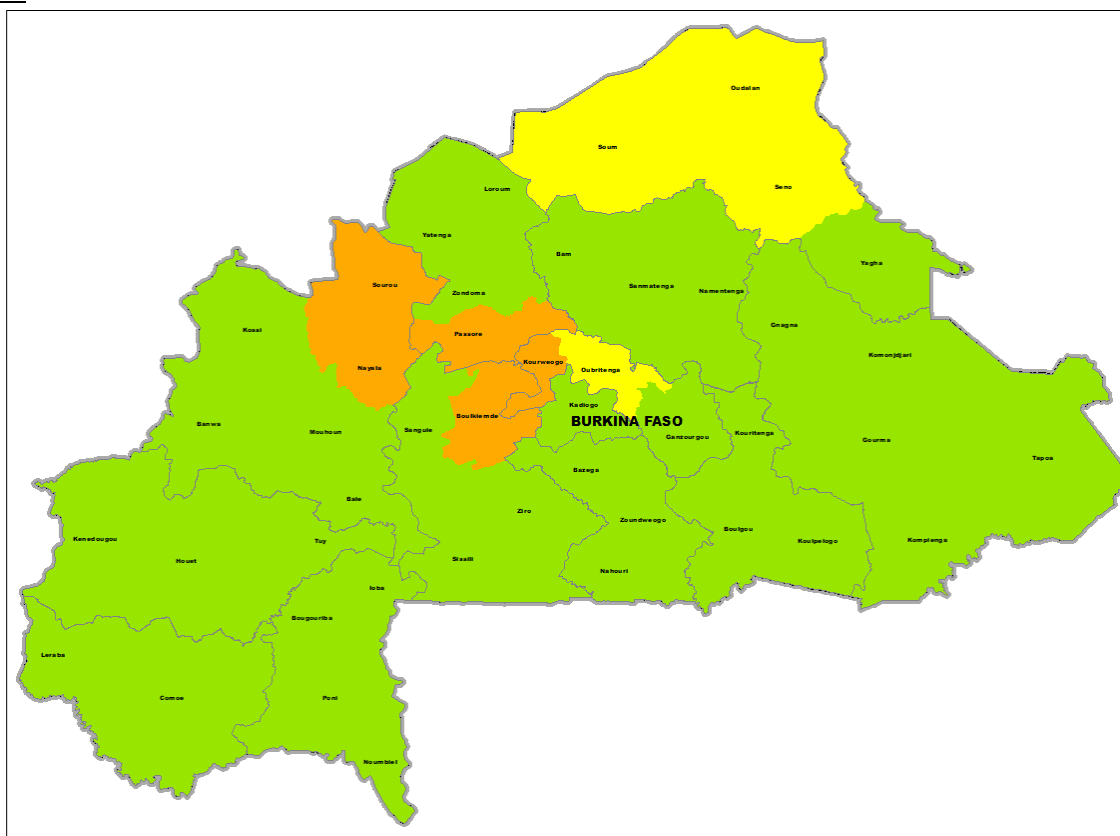 Oudalan
Soum
Seno
Loroum
Yatenga
Bam
Yagha
Sourou
Zondoma
Sanmatenga
Namentenga
Gnagna
Kossi
Passore
Komonjdjari
Kourweogo
Nayala
Oubritenga
Boulkiemde
Kadiogo
Banwa
Mouhoun
Sanguie
BURKINA FASO
Ganzourgou
Kouritenga
Gourma
Tapoa
Bazega
Bale
Ziro
Zoundweogo
Boulgou
Koulpelogo
Kompienga
Kenedougou
Tuy
Houet
Sissili
Nahouri
Ioba
Bougouriba
Leraba
Comoe
Poni
Noumbiel